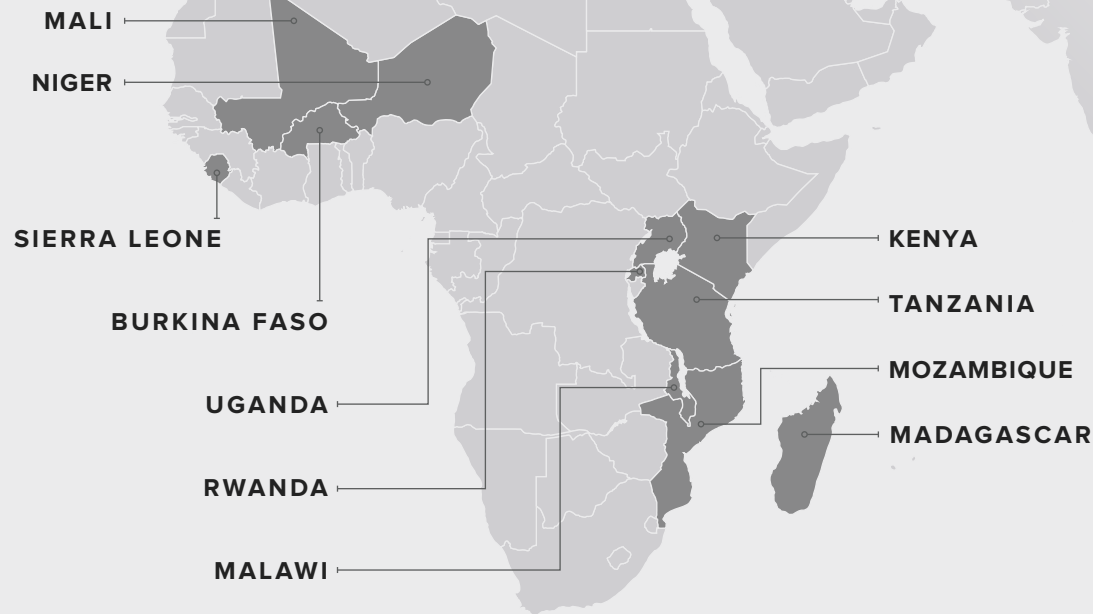 MALI
NIGER
SIERRA LEONE
BURKINA FASO
UGANDA
RWANDA
MALAWI
KENYA
TANZANIA
MOZAMBIQUE
MADAGASCAR